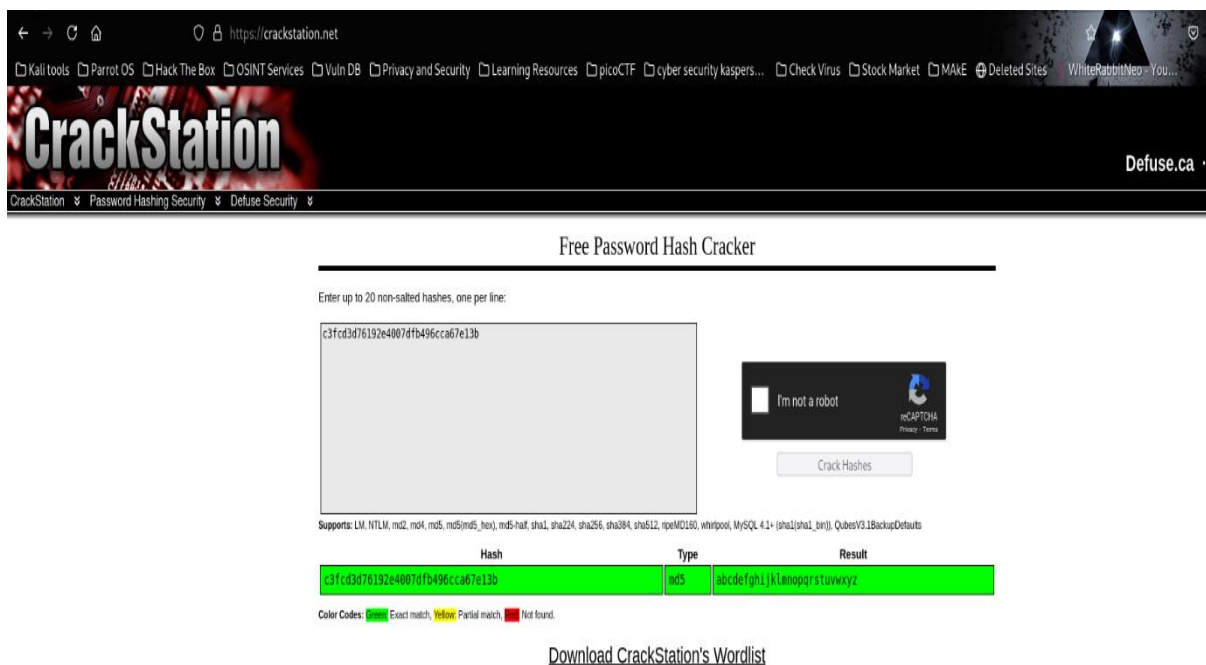 https://crackstation.net
Kali tools Parrot OS Hack The Box OSINT Services Vuln DB Privacy and Security Learning Resources picoCTF cyber security kaspers... Check Virus Stock Market MAkE Deleted Sites WhiteRabbitNeo - You...
CrackStation
Defuse.ca ·
CrackStation Password Hashing Security Defuse Security
Free Password Hash Cracker
Enter up to 20 non-salted hashes, one per line:
c3fcd3d76192e4007dfb496cca67e13b
I'm not a robot
reCAPTCHA
Privacy - Terms
Crack Hashes
Supports: LM, NTLM, md2, md4, md5, md5(md5_hex), md5-half, sha1, sha224, sha256, sha384, sha512, ripeMD160, whirlpool, MySQL 4.1+ (sha1(sha1_bin)), QubesV3.1BackupDefaults
Hash Type Result
c3fcd3d76192e4007dfb496cca67e13b md5 abcdefghijklmnopqrstuvwxyz
Color Codes: Green: Exact match, Yellow: Partial match, Red: Not found.
Download CrackStation's Wordlist